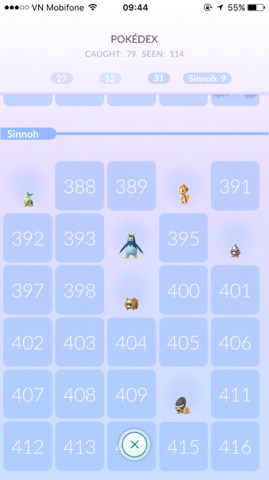 VN Mobifone 09:44 55%
POKÉDEX
CAUGHT: 79 SEEN: 114
27 12 31 Sinnoh: 9
Sinnoh
388 389 391
392 393 395
397 398 400 401
402 403 404 405 406
407 408 409 411
412 413 415 416